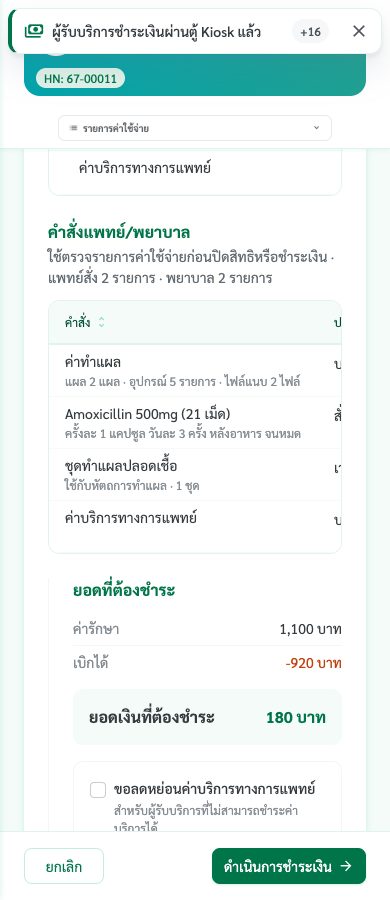 ผู้รับบริการชำระเงินผ่านตู้ Kiosk แล้ว +16
HN: 67-00011
รายการค่าใช้จ่าย
ค่าบริการทางการแพทย์
คำสั่งแพทย์/พยาบาล
ใช้ตรวจรายการค่าใช้จ่ายก่อนปิดสิทธิหรือชำระเงิน ·
แพทย์สั่ง 2 รายการ · พยาบาล 2 รายการ
คำสั่ง
ค่าทำแผล
แผล 2 แผล · อุปกรณ์ 5 รายการ · ไฟล์แนบ 2 ไฟล์
Amoxicillin 500mg (21 เม็ด)
ครั้งละ 1 แคปซูล วันละ 3 ครั้ง หลังอาหาร จนหมด
ชุดทำแผลปลอดเชื้อ
ใช้กับหัตถการทำแผล · 1 ชุด
ค่าบริการทางการแพทย์
ยอดที่ต้องชำระ
ค่ารักษา 1,100 บาท
เบิกได้ -920 บาท
ยอดเงินที่ต้องชำระ 180 บาท
ขอลดหย่อนค่าบริการทางการแพทย์
สำหรับผู้รับบริการที่ไม่สามารถชำระค่า
บริการได้
ยกเลิก ดำเนินการชำระเงิน